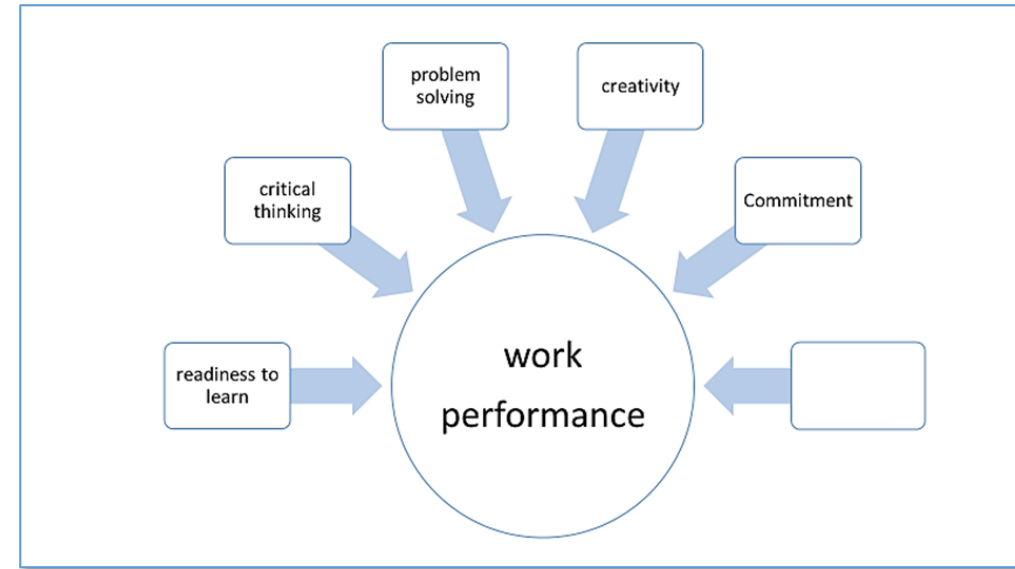 problem
solving
creativity
critical
thinking
Commitment
readiness to
learn
work
performance